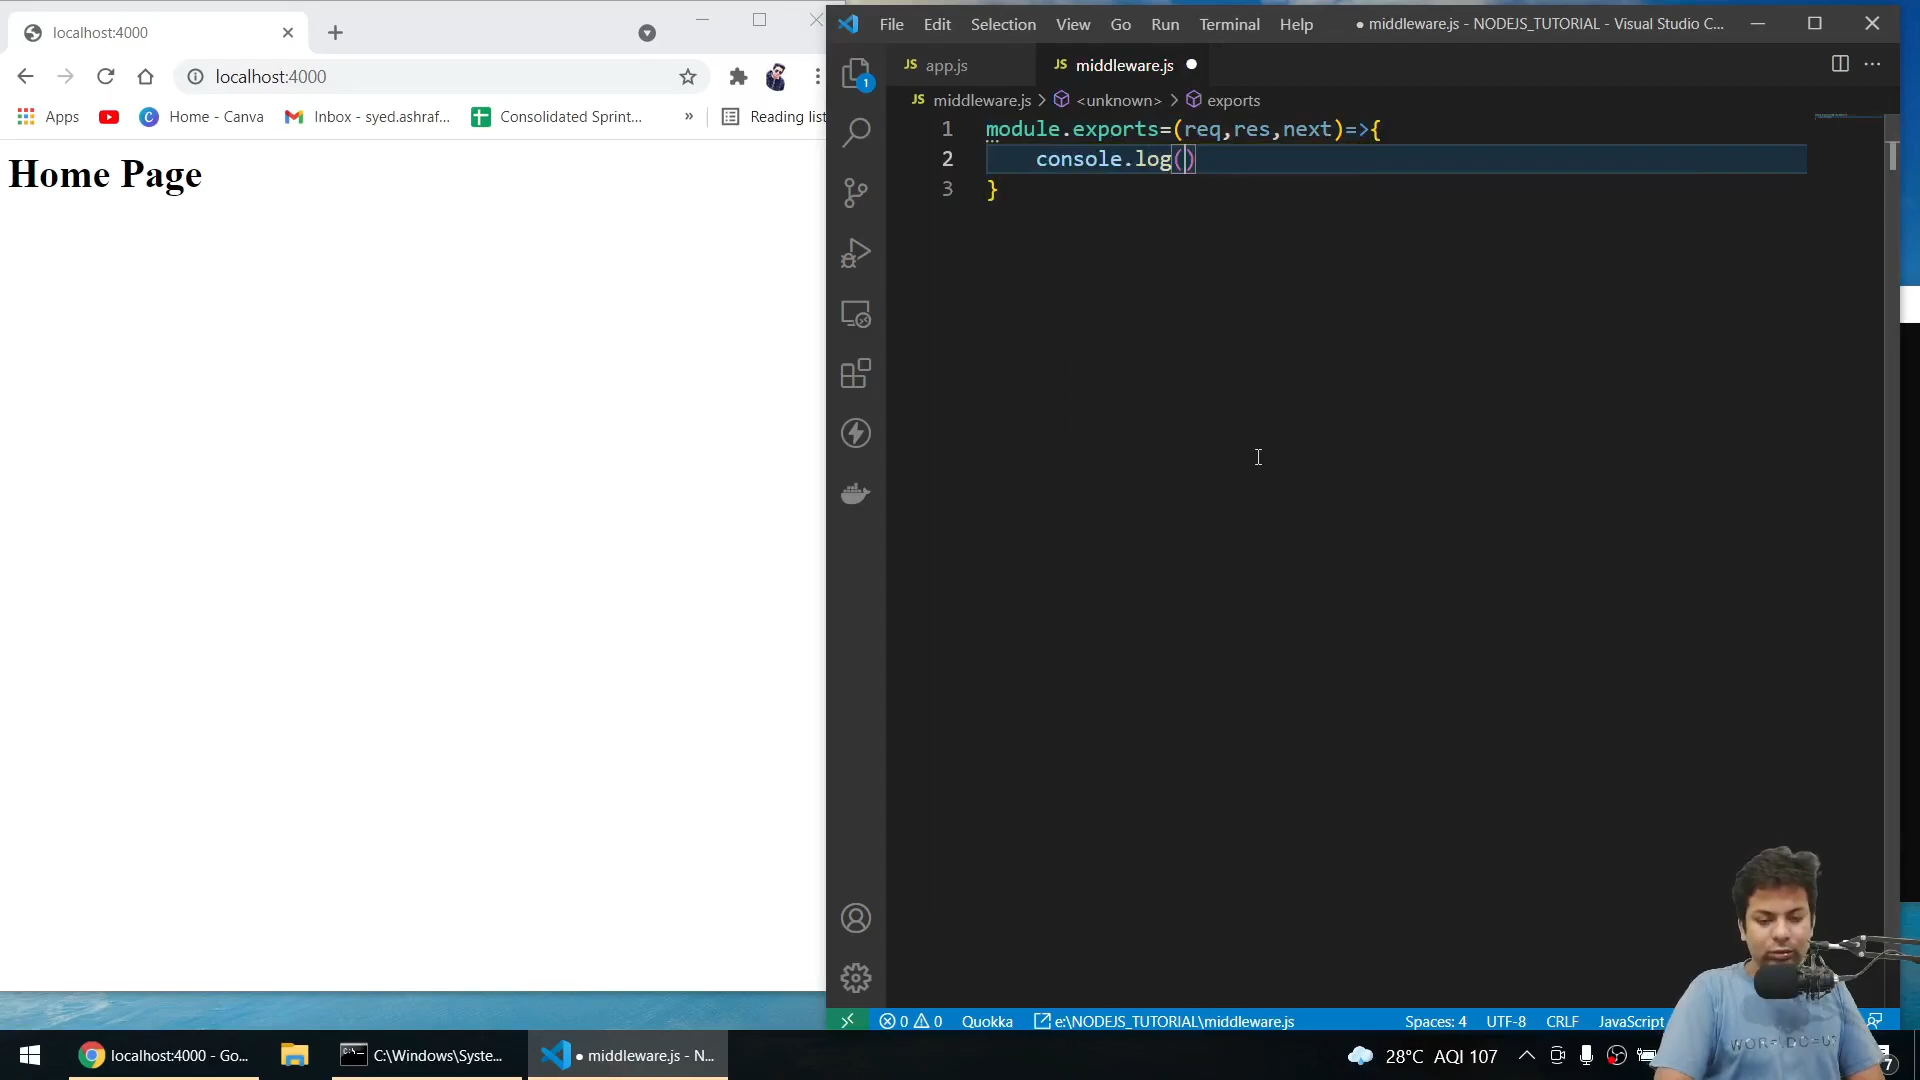 localhost:4000
localhost:4000
Apps
Home - Canva
Inbox - syed.ashraf...
Consolidated Sprint...
»
Reading list
Home Page
File Edit Selection View Go Run Terminal Help
● middleware.js - NODEJS_TUTORIAL - Visual Studio C...
JS app.js
JS middleware.js ●
JS middleware.js > <unknown> > exports
1 module.exports=(req,res,next)=>{
2 console.log()
3 }
1
0 0 Quokka e:\NODEJS_TUTORIAL\middleware.js
Spaces: 4 UTF-8 CRLF JavaScript
localhost:4000 - Go...
C:\Windows\Syste...
● middleware.js - N...
28°C AQI 107
7